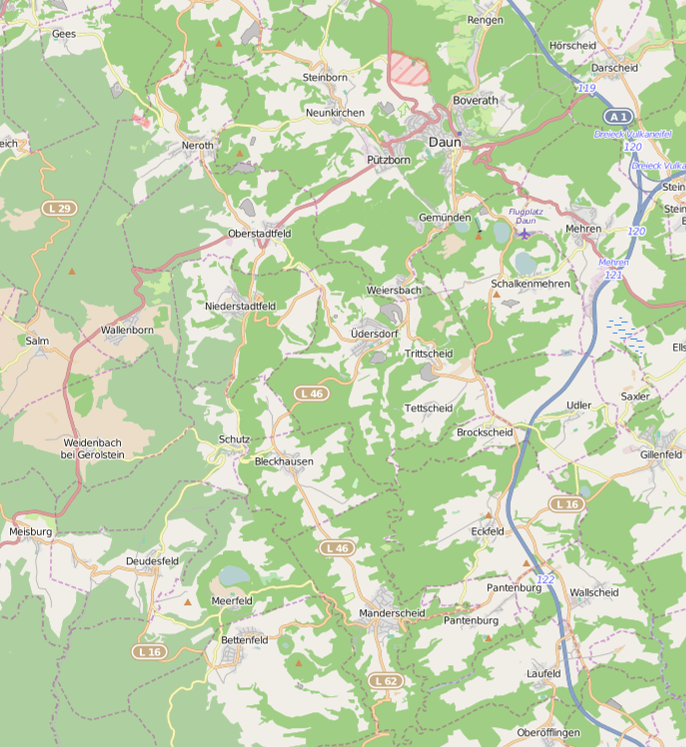 Rengen
Gees
Hörscheid
Darscheid
Steinborn
119
Boverath
Neunkirchen
A 1
Dreieck Vulkaneifel
120
Daun
Neroth
Pützborn
Dreieck Vulka
Stein
L 29
Gemünden
Flugplatz
Daun
Mehren
120
Oberstadtfeld
Mehren
121
Schalkenmehren
Weiersbach
Niederstadtfeld
Wallenborn
Üdersdorf
Salm
Trittscheid
Ells
L 46
Saxler
Tettscheid
Udler
Brockscheid
Schutz
Weidenbach
bei Gerolstein
Gillenfeld
Bleckhausen
L 16
Meisburg
Eckfeld
L 46
Deudesfeld
122
Pantenburg
Wallscheid
Meerfeld
Manderscheid
Pantenburg
Bettenfeld
L 16
Laufeld
L 62
Oberöfflingen